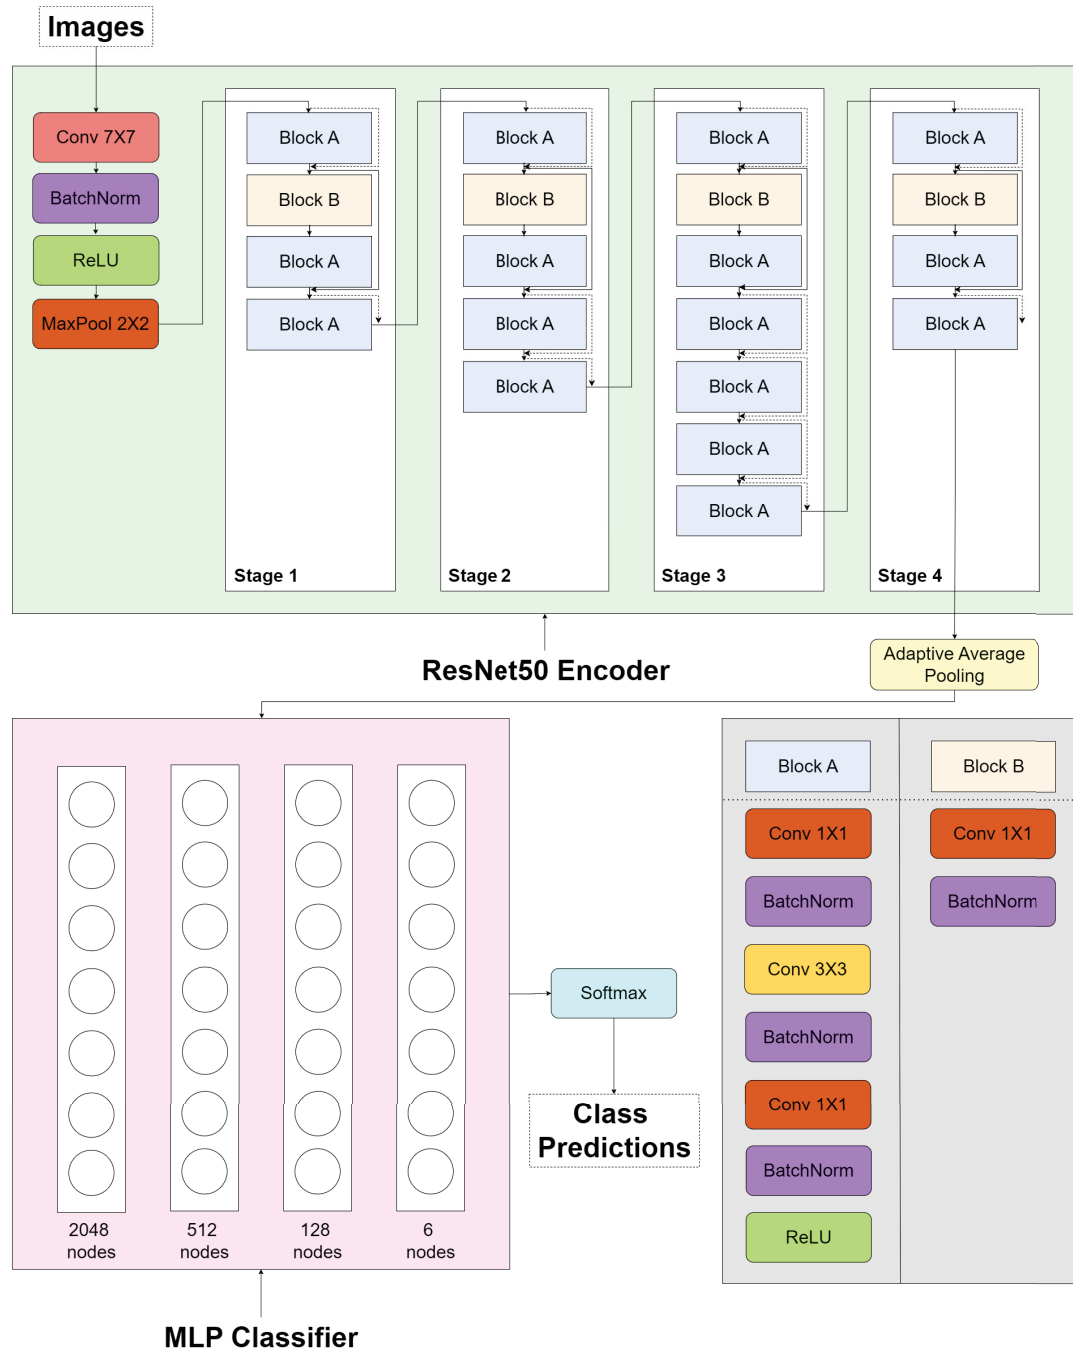 Images
Conv 7X7
BatchNorm
ReLU
MaxPool 2X2
Block A
Block B
Block A
Block A
Stage 1
Block A
Block B
Block A
Block A
Block A
Stage 2
Block A
Block B
Block A
Block A
Block A
Block A
Block A
Stage 3
Block A
Block B
Block A
Block A
Stage 4
ResNet50 Encoder
Adaptive Average
Pooling
2048
nodes
512
nodes
128
nodes
6
nodes
MLP Classifier
Softmax
Class
Predictions
Block A
Conv 1X1
BatchNorm
Conv 3X3
BatchNorm
Conv 1X1
BatchNorm
ReLU
Block B
Conv 1X1
BatchNorm